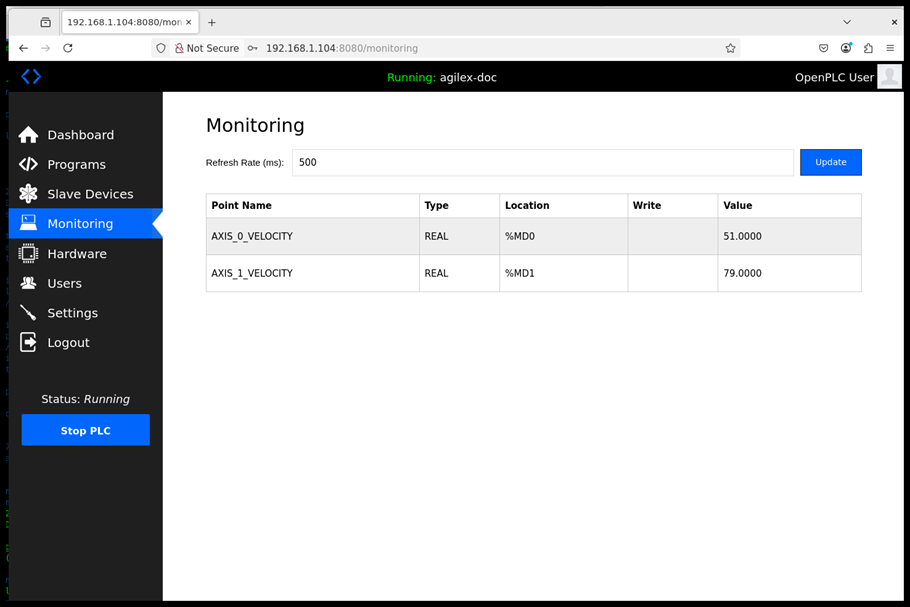 192.168.1.104:8080/mon
Not Secure 192.168.1.104:8080/monitoring
Running: agilex-doc
OpenPLC User
Dashboard
Programs
Slave Devices
Monitoring
Hardware
Users
Settings
Logout
Status: Running
Stop PLC
Monitoring
Refresh Rate (ms): 500 Update
Point Name Type Location Write Value
AXIS_0_VELOCITY REAL %MD0 51.0000
AXIS_1_VELOCITY REAL %MD1 79.0000